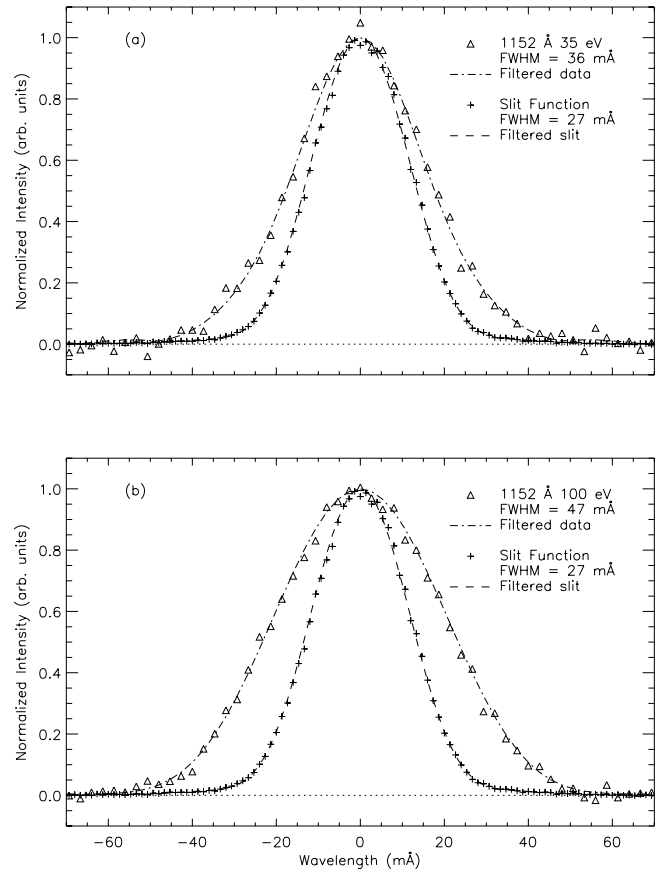 (a)
1152 Å 35 eV
FWHM = 36 mÅ
Filtered data
Slit Function
FWHM = 27 mÅ
Filtered slit
Normalized Intensity (arb. units)
1.0
0.8
0.6
0.4
0.2
0.0
(b)
1152 Å 100 eV
FWHM = 47 mÅ
Filtered data
Slit Function
FWHM = 27 mÅ
Filtered slit
Normalized Intensity (arb. units)
1.0
0.8
0.6
0.4
0.2
0.0
−60 −40 −20 0 20 40 60
Wavelength (mÅ)